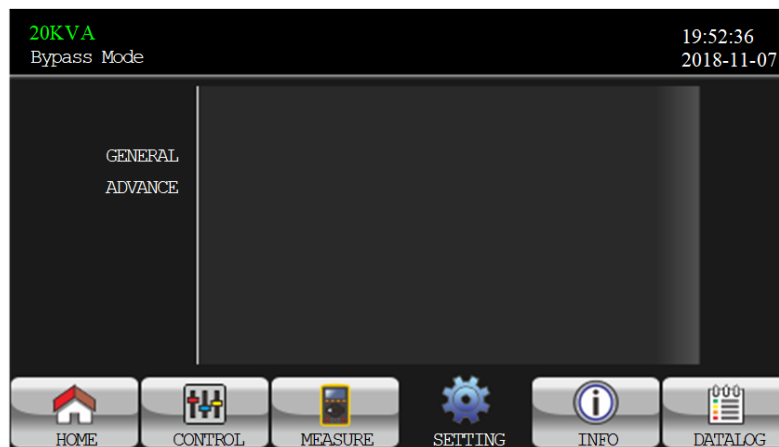 20KVA
Bypass Mode
19:52:36
2018-11-07
GENERAL
ADVANCE
HOME
CONTROL
MEASURE
SETTING
INFO
DATALOG